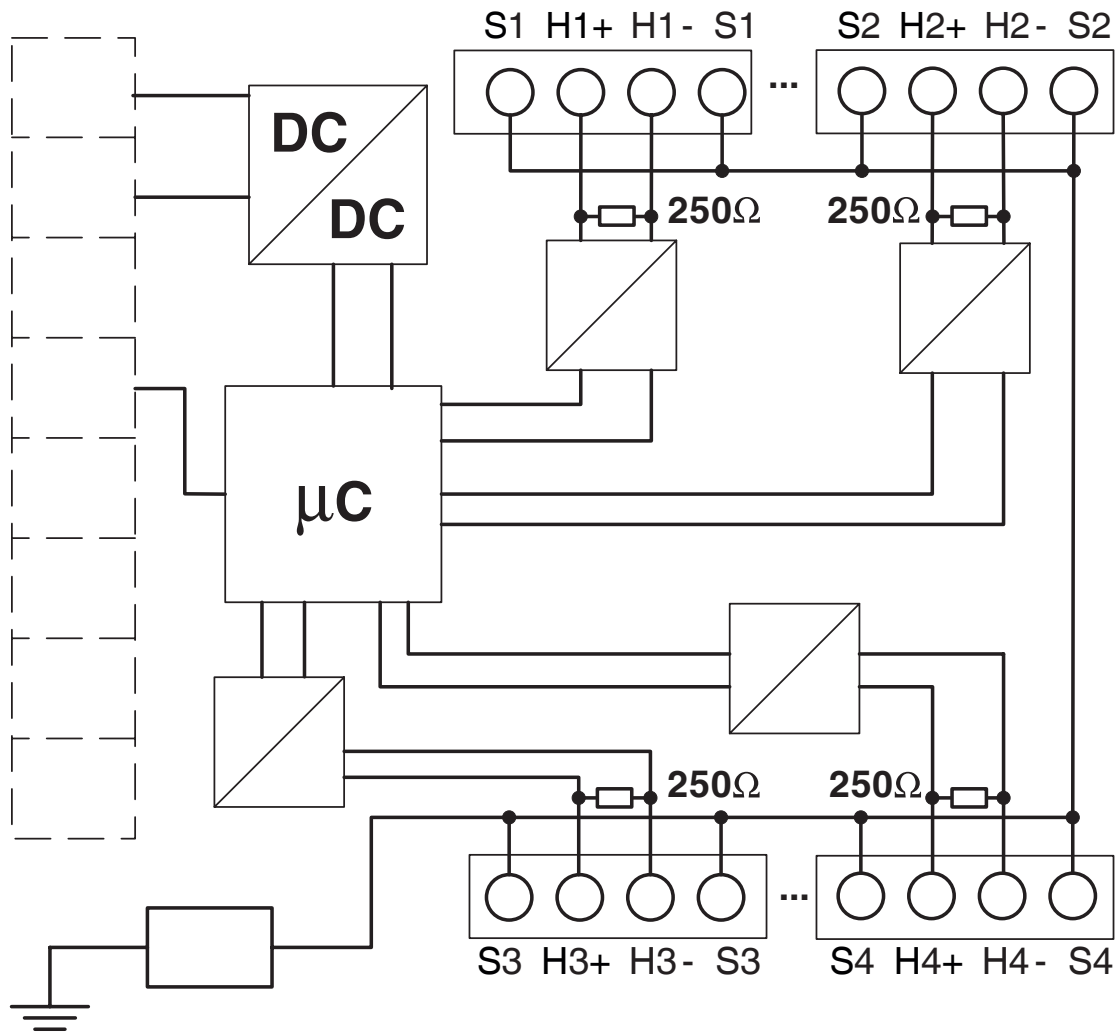 S1 H1+ H1- S1 S2 H2+ H2- S2
... 
DC
DC
250Ω 250Ω
μC
250Ω 250Ω
...
S3 H3+ H3- S3 S4 H4+ H4- S4